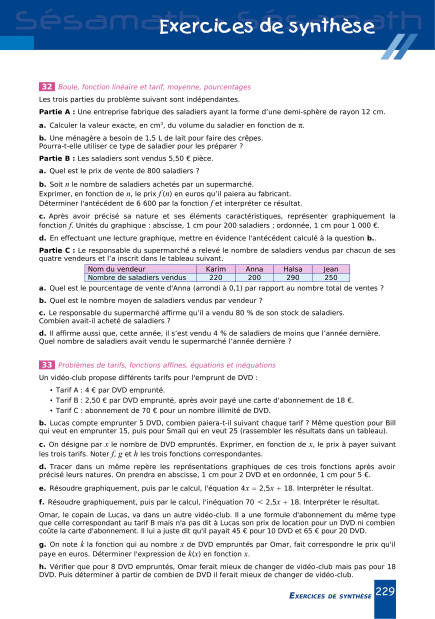 Sésamath Sésamath
Exercices de synthèse
32 Boule, fonction linéaire et tarif, moyenne, pourcentages
Les trois parties du problème suivant sont indépendantes.
Partie A : Une entreprise fabrique des saladiers ayant la forme d'une demi-sphère de rayon 12 cm.
a. Calculer la valeur exacte, en cm³, du volume du saladier en fonction de π.
b. Une ménagère a besoin de 1,5 L de lait pour faire des crêpes.
Pourra-t-elle utiliser ce type de saladier pour les préparer ?
Partie B : Les saladiers sont vendus 5,50 € pièce.
a. Quel est le prix de vente de 800 saladiers ?
b. Soit n le nombre de saladiers achetés par un supermarché.
Exprimer, en fonction de n, le prix f(n) en euros qu'il paiera au fabricant.
Déterminer l'antécédent de 6 600 par la fonction f et interpréter ce résultat.
c. Après avoir précisé sa nature et ses éléments caractéristiques, représenter graphiquement la
fonction f. Unités du graphique : abscisse, 1 cm pour 200 saladiers ; ordonnée, 1 cm pour 1 000 €.
d. En effectuant une lecture graphique, mettre en évidence l'antécédent calculé à la question b..
Partie C : Le responsable du supermarché a relevé le nombre de saladiers vendus par chacun de ses
quatre vendeurs et l'a inscrit dans le tableau suivant.
Nom du vendeur Karim Anna Haïsa Jean
Nombre de saladiers vendus 220 200 290 250
a. Quel est le pourcentage de vente d'Anna (arrondi à 0,1) par rapport au nombre total de ventes ?
b. Quel est le nombre moyen de saladiers vendus par vendeur ?
c. Le responsable du supermarché affirme qu'il a vendu 80 % de son stock de saladiers.
Combien avait-il acheté de saladiers ?
d. Il affirme aussi que, cette année, il s'est vendu 4 % de saladiers de moins que l'année dernière.
Quel nombre de saladiers avait vendu le supermarché l'année dernière ?
33 Problèmes de tarifs, fonctions affines, équations et inéquations
Un vidéo-club propose différents tarifs pour l'emprunt de DVD :
• Tarif A : 4 € par DVD emprunté.
• Tarif B : 2,50 € par DVD emprunté, après avoir payé une carte d'abonnement de 18 €.
• Tarif C : abonnement de 70 € pour un nombre illimité de DVD.
b. Lucas compte emprunter 5 DVD, combien paiera-t-il suivant chaque tarif ? Même question pour Bill
qui veut en emprunter 15, puis pour Small qui en veut 25 (rassembler les résultats dans un tableau).
c. On désigne par x le nombre de DVD empruntés. Exprimer, en fonction de x, le prix à payer suivant
les trois tarifs. Noter f, g et h les trois fonctions correspondantes.
d. Tracer dans un même repère les représentations graphiques de ces trois fonctions après avoir
précisé leurs natures. On prendra en abscisse, 1 cm pour 2 DVD et en ordonnée, 1 cm pour 5 €.
e. Résoudre graphiquement, puis par le calcul, l'équation 4x = 2,5x + 18. Interpréter le résultat.
f. Résoudre graphiquement, puis par le calcul, l'inéquation 70 < 2,5x + 18. Interpréter le résultat.
Omar, le copain de Lucas, va dans un autre vidéo-club. Il a une formule d'abonnement du même type
que celle correspondant au tarif B mais n'a pas dit à Lucas son prix de location pour un DVD ni combien
coûte la carte d'abonnement. Il lui a juste dit qu'il payait 45 € pour 10 DVD et 65 € pour 20 DVD.
g. On note k la fonction qui au nombre x de DVD empruntés par Omar, fait correspondre le prix qu'il
paye en euros. Déterminer l'expression de k(x) en fonction x.
h. Vérifier que pour 8 DVD empruntés, Omar ferait mieux de changer de vidéo-club mais pas pour 18
DVD. Puis déterminer à partir de combien de DVD il ferait mieux de changer de vidéo-club.
EXERCICES DE SYNTHÈSE 229